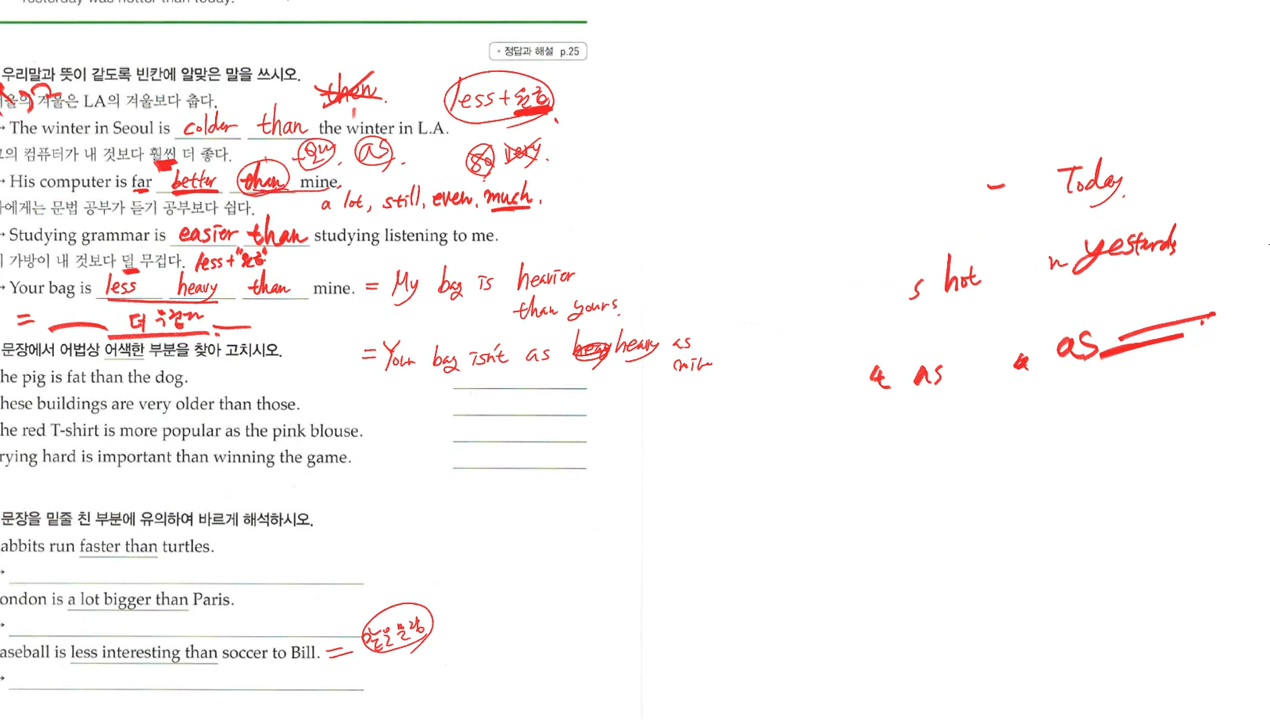 Yesterday was hotter than today.
• 정답과 해설 p.25
우리말과 뜻이 같도록 빈칸에 알맞은 말을 쓰시오.
than
less+원급
겨울은 LA의 겨울보다 춥다.
→ The winter in Seoul is colder than the winter in L.A.
그의 컴퓨터가 내 것보다 훨씬 더 좋다.
as
so very
→ His computer is far better than mine.
a lot, still, even, much.
나에게는 문법 공부가 듣기 공부보다 쉽다.
→ Studying grammar is easier than studying listening to me.
가방이 내 것보다 덜 무겁다. less+"원급"
→ Your bag is less heavy than mine. = My bag is heavier
than yours.
=
= Your bag isn't as heavy as
문장에서 어법상 어색한 부분을 찾아 고치시오.
he pig is fat than the dog.
hese buildings are very older than those.
he red T-shirt is more popular as the pink blouse.
rying hard is important than winning the game.
문장을 밑줄 친 부분에 유의하여 바르게 해석하시오.
abbits run faster than turtles.
→
ondon is a lot bigger than Paris.
→
aseball is less interesting than soccer to Bill. =
→
- Today.
s hot
as as